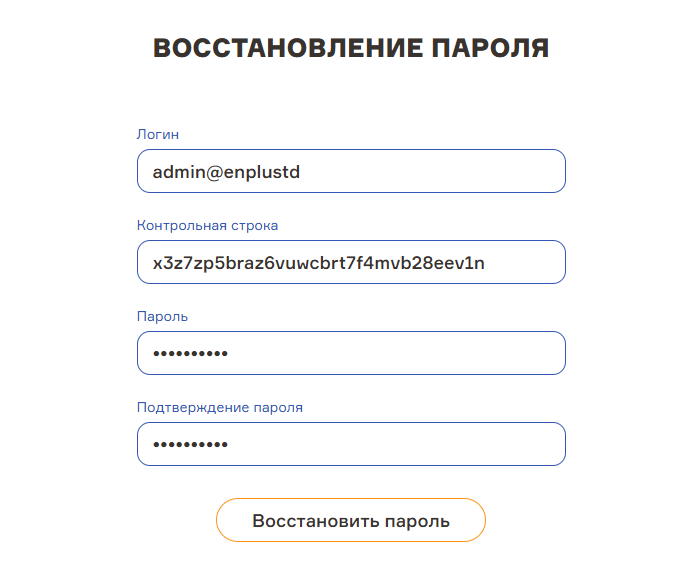 ВОССТАНОВЛЕНИЕ ПАРОЛЯ
Логин
admin@enplustd
Контрольная строка
x3z7zp5braz6vuwcbrt7f4mvb28eev1n
Пароль
••••••••••
Подтверждение пароля
••••••••••
Восстановить пароль